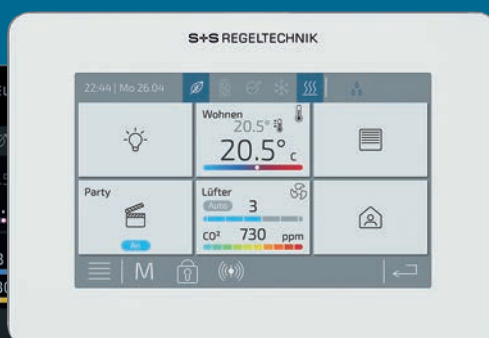 S+S REGELTECHNIK
22:44 | Mo 26.04
Wohnen
20.5°
20.5° c
Party
An
Lüfter
Auto 3
CO² 730 ppm
M